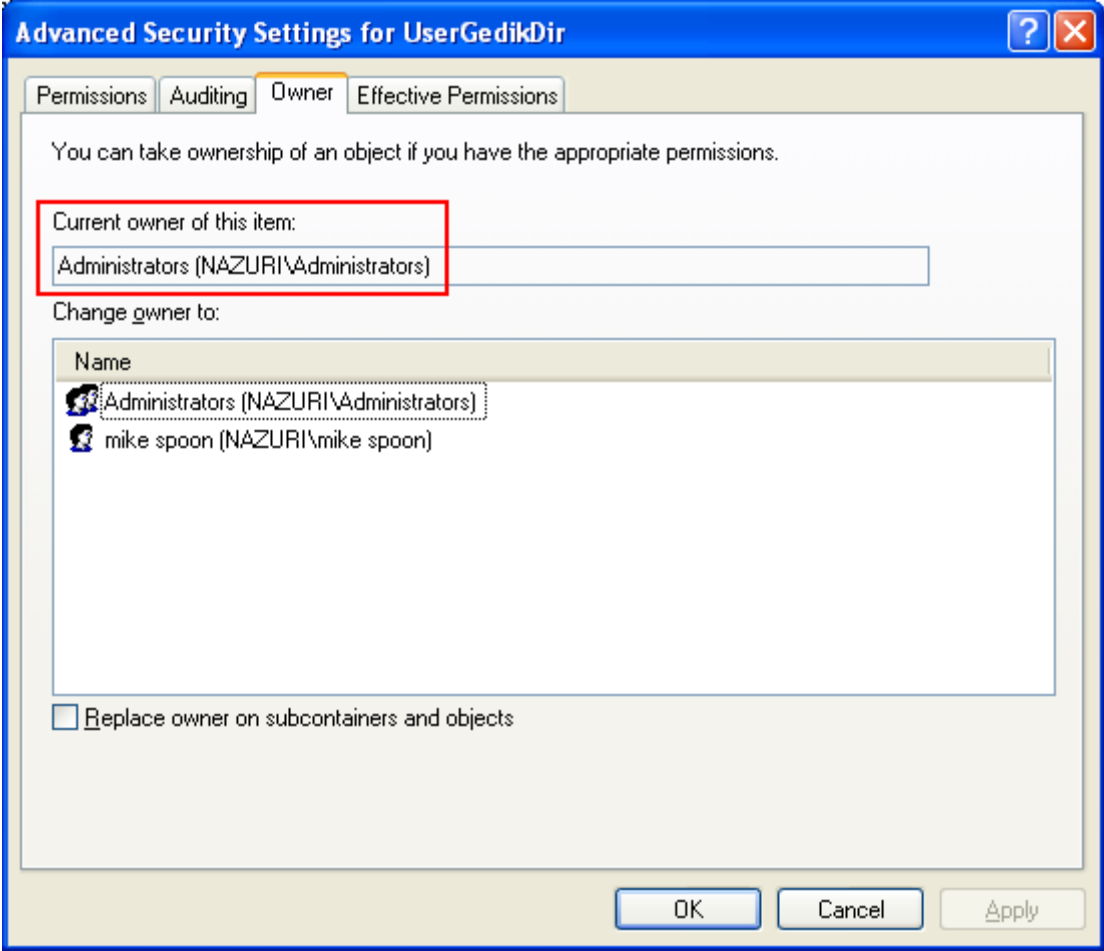 Advanced Security Settings for UserGedikDir
Permissions Auditing Owner Effective Permissions
You can take ownership of an object if you have the appropriate permissions.
Current owner of this item:
Administrators (NAZURI\Administrators)
Change owner to:
Name
Administrators (NAZURI\Administrators)
mike spoon (NAZURI\mike spoon)
Replace owner on subcontainers and objects
OK Cancel Apply